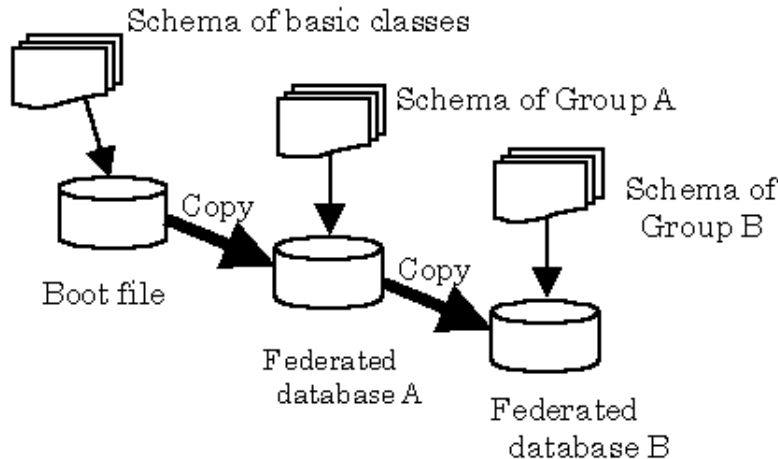 Schema of basic classes
Schema of Group A
Schema of
Group B
Copy
Copy
Boot file
Federated
database A
Federated
database B